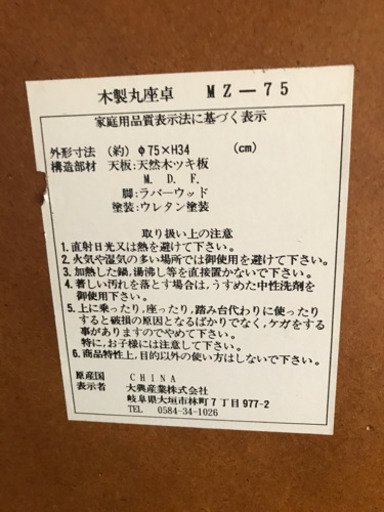 木製丸座卓 MZ-75
家庭用品質表示法に基づく表示
外形寸法 (約) φ75×H34 (cm)
構造部材 天板:天然木ツキ板
M. D. F.
脚:ラバーウッド
塗装:ウレタン塗装
取り扱い上の注意
1.直射日光又は熱を避けて下さい。
2.火気や湿気の多い場所では御使用を避けて下さい。
3.加熱した鍋,湯沸し等を直接置かないで下さい。
4.著しい汚れを落とす場合は,うすめた中性洗剤を
御使用下さい。
5.上に乗ったり,座ったり,踏み台代わりに使ったり
すると破損の原因となるばかりでなく,ケガをする
事がありますのでやめて下さい。
特に,お子様には注意して下さい。
6.商品特性上,目的以外の使い方はしないで下さい。
原産国 CHINA
表示者 大興産業株式会社
岐阜県大垣市林町7丁目977-2
TEL 0584-34-1026